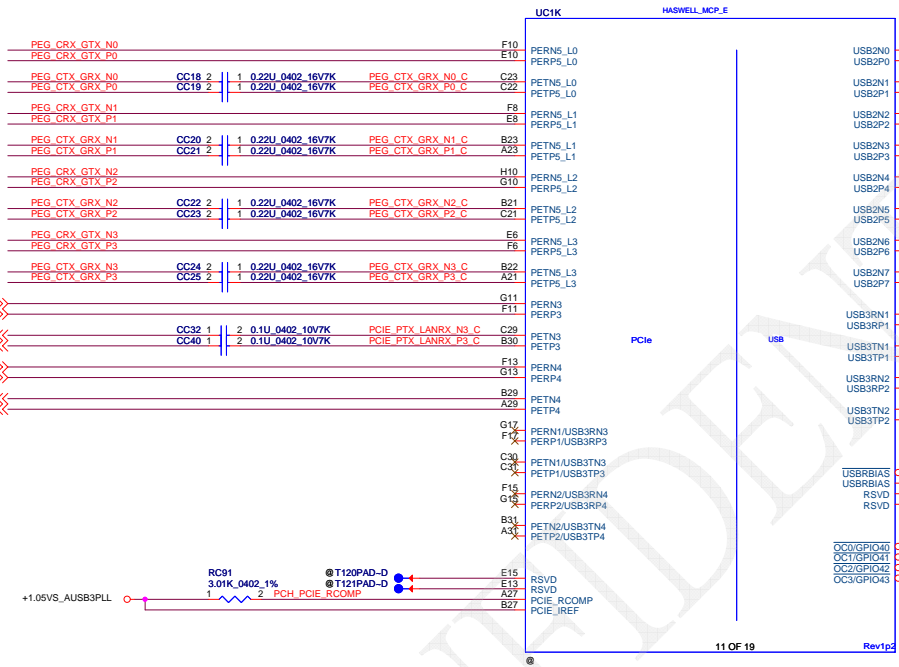 UC1K HASWELL_MCP_E
PEG_CRX_GTX_N0 F10 PERN5_L0 USB2N0
PEG_CRX_GTX_P0 E10 PERP5_L0 USB2P0
PEG_CTX_GRX_N0 CC18 2 1 0.22U_0402_16V7K PEG_CTX_GRX_N0_C C23 PETN5_L0 USB2N1
PEG_CTX_GRX_P0 CC19 2 1 0.22U_0402_16V7K PEG_CTX_GRX_P0_C C22 PETP5_L0 USB2P1
PEG_CRX_GTX_N1 F8 PERN5_L1 USB2N2
PEG_CRX_GTX_P1 E8 PERP5_L1 USB2P2
PEG_CTX_GRX_N1 CC20 2 1 0.22U_0402_16V7K PEG_CTX_GRX_N1_C B23 PETN5_L1 USB2N3
PEG_CTX_GRX_P1 CC21 2 1 0.22U_0402_16V7K PEG_CTX_GRX_P1_C A23 PETP5_L1 USB2P3
PEG_CRX_GTX_N2 H10 PERN5_L2 USB2N4
PEG_CRX_GTX_P2 G10 PERP5_L2 USB2P4
PEG_CTX_GRX_N2 CC22 2 1 0.22U_0402_16V7K PEG_CTX_GRX_N2_C B21 PETN5_L2 USB2N5
PEG_CTX_GRX_P2 CC23 2 1 0.22U_0402_16V7K PEG_CTX_GRX_P2_C C21 PETP5_L2 USB2P5
PEG_CRX_GTX_N3 E6 PERN5_L3 USB2N6
PEG_CRX_GTX_P3 F6 PERP5_L3 USB2P6
PEG_CTX_GRX_N3 CC24 2 1 0.22U_0402_16V7K PEG_CTX_GRX_N3_C B22 PETN5_L3 USB2N7
PEG_CTX_GRX_P3 CC25 2 1 0.22U_0402_16V7K PEG_CTX_GRX_P3_C A21 PETP5_L3 USB2P7
G11 PERN3 USB3RN1
F11 PERP3 USB3RP1
CC32 1 2 0.1U_0402_10V7K PCIE_PTX_LANRX_N3_C C29 PETN3 PCIe USB USB3TN1
CC40 1 2 0.1U_0402_10V7K PCIE_PTX_LANRX_P3_C B30 PETP3 USB3TP1
F13 PERN4 USB3RN2
G13 PERP4 USB3RP2
B29 PETN4 USB3TN2
A29 PETP4 USB3TP2
G17 PERN1/USB3RN3
F17 PERP1/USB3RP3
C30 PETN1/USB3TN3 USBRBIAS
C31 PETP1/USB3TP3 USBRBIAS
F15 PERN2/USB3RN4 RSVD
G15 PERP2/USB3RP4 RSVD
B31 PETN2/USB3TN4
A31 PETP2/USB3TP4
OC0/GPIO40
OC1/GPIO41
OC2/GPIO42
OC3/GPIO43
RC91 @ T120PAD-D E15 RSVD
3.01K_0402_1% @ T121PAD-D E13 RSVD
+1.05VS_AUSB3PLL 1 2 PCH_PCIE_RCOMP A27 PCIE_RCOMP
B27 PCIE_IREF
11 OF 19 Rev1p2
@